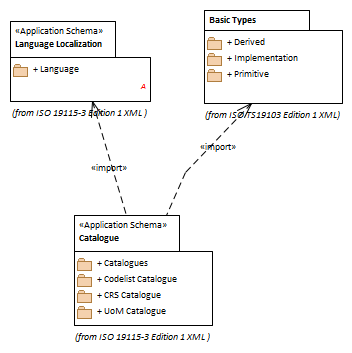 «Application Schema»
Language Localization
+ Language
A
(from ISO 19115-3 Edition 1 XML )
Basic Types
+ Derived
+ Implementation
+ Primitive
(from ISO/TS19103 Edition 1 XML)
«import»
«import»
«Application Schema»
Catalogue
+ Catalogues
+ Codelist Catalogue
+ CRS Catalogue
+ UoM Catalogue
(from ISO 19115-3 Edition 1 XML )